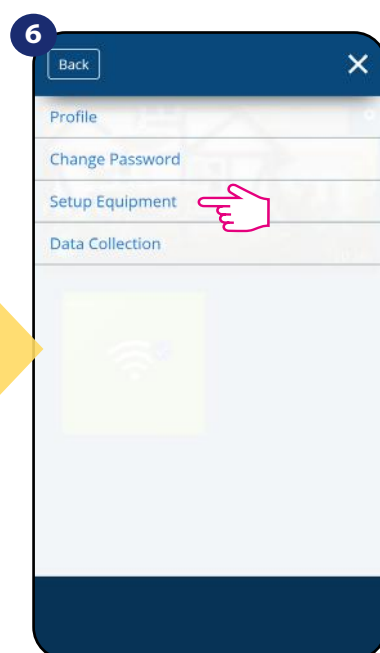 6
Back
Profile
Change Password
Setup Equipment
Data Collection